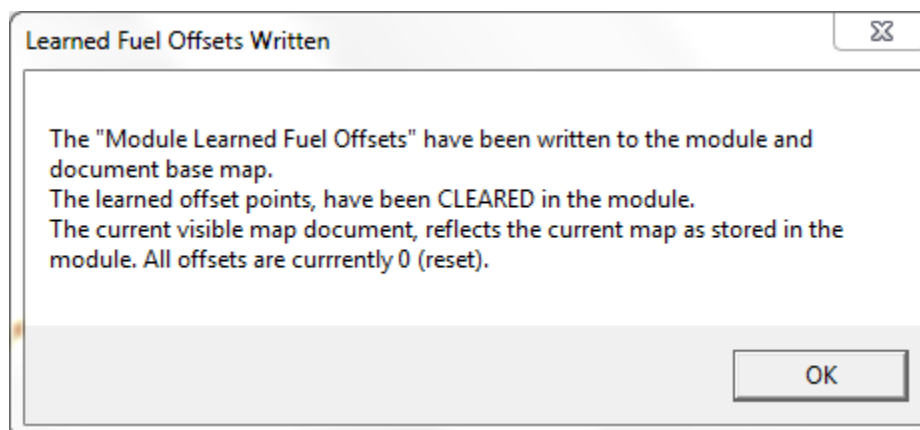 Learned Fuel Offsets Written
The "Module Learned Fuel Offsets" have been written to the module and
document base map.
The learned offset points, have been CLEARED in the module.
The current visible map document, reflects the current map as stored in the
module. All offsets are currrently 0 (reset).
OK